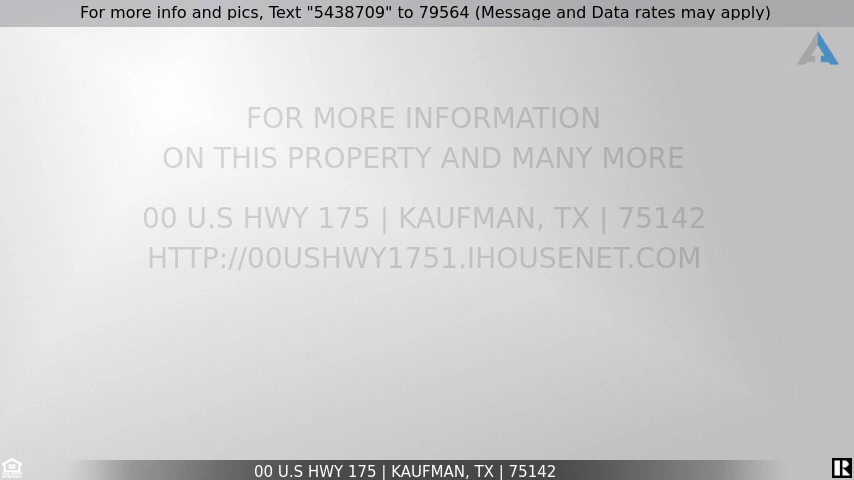 For more info and pics, Text "5438709" to 79564 (Message and Data rates may apply)
FOR MORE INFORMATION
ON THIS PROPERTY AND MANY MORE
00 U.S HWY 175 | KAUFMAN, TX | 75142
HTTP://00USHWY1751.IHOUSENET.COM
00 U.S HWY 175 | KAUFMAN, TX | 75142